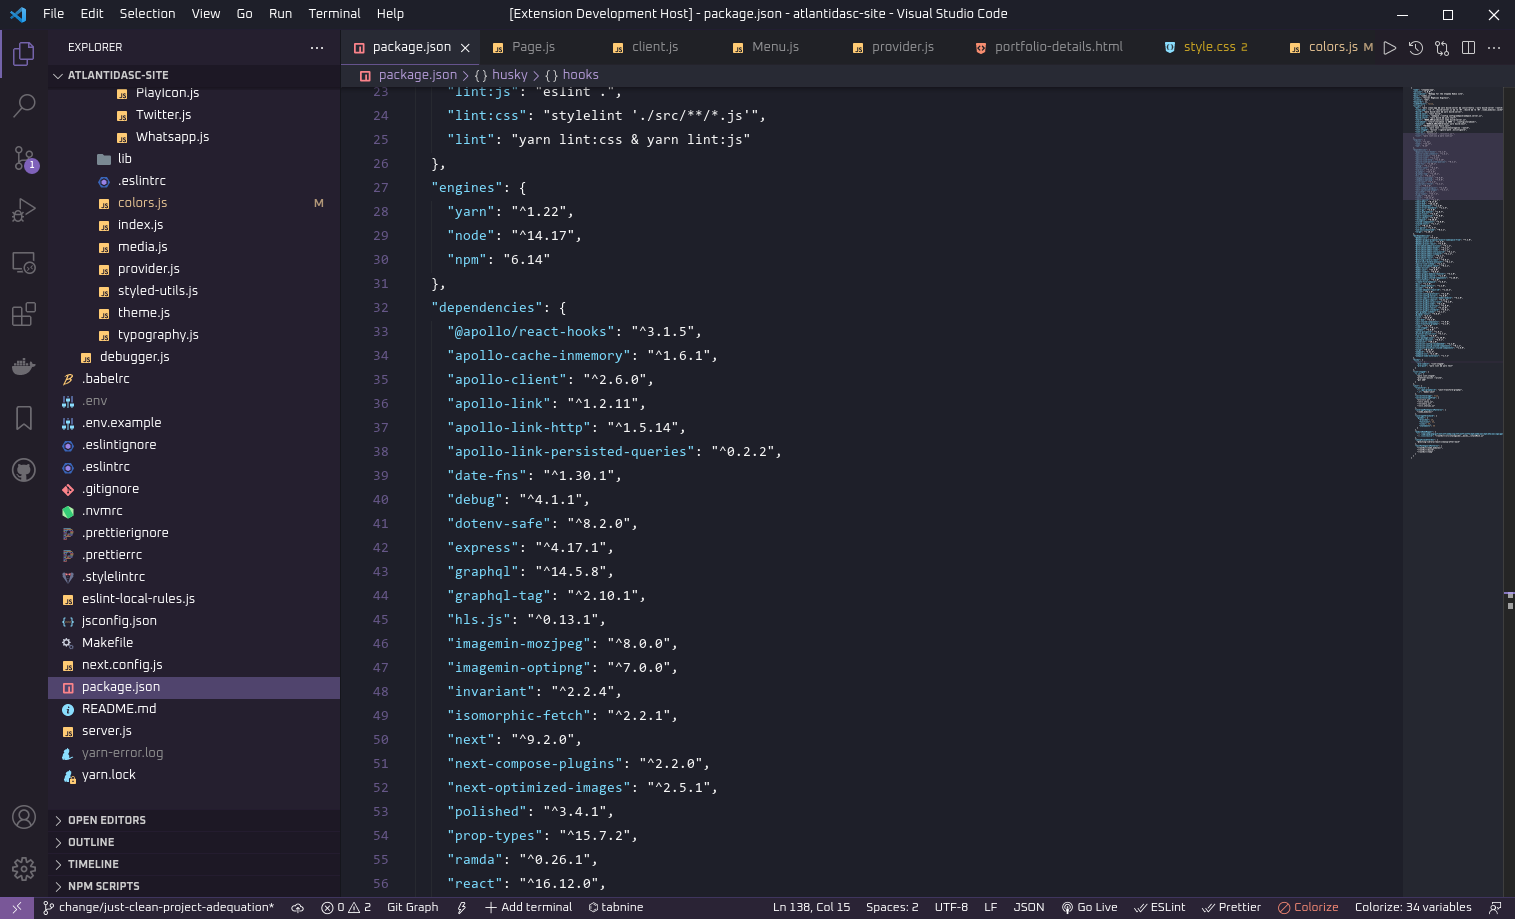 File Edit Selection View Go Run Terminal Help
[Extension Development Host] - package.json - atlantidasc-site - Visual Studio Code
EXPLORER
package.json
Page.js
client.js
Menu.js
provider.js
portfolio-details.html
style.css 2
colors.js M
ATLANTIDASC-SITE
package.json > {} husky > {} hooks
PlayIcon.js
Twitter.js
Whatsapp.js
lib
.eslintrc
colors.js M
index.js
media.js
provider.js
styled-utils.js
theme.js
typography.js
debugger.js
.babelrc
.env
.env.example
.eslintignore
.eslintrc
.gitignore
.nvmrc
.prettierignore
.prettierrc
.stylelintrc
eslint-local-rules.js
jsconfig.json
Makefile
next.config.js
package.json
README.md
server.js
yarn-error.log
yarn.lock
OPEN EDITORS
OUTLINE
TIMELINE
NPM SCRIPTS
1
23 "lint:js": "eslint .",
24 "lint:css": "stylelint './src/**/*.js'",
25 "lint": "yarn lint:css & yarn lint:js"
26 },
27 "engines": {
28 "yarn": "^1.22",
29 "node": "^14.17",
30 "npm": "6.14"
31 },
32 "dependencies": {
33 "@apollo/react-hooks": "^3.1.5",
34 "apollo-cache-inmemory": "^1.6.1",
35 "apollo-client": "^2.6.0",
36 "apollo-link": "^1.2.11",
37 "apollo-link-http": "^1.5.14",
38 "apollo-link-persisted-queries": "^0.2.2",
39 "date-fns": "^1.30.1",
40 "debug": "^4.1.1",
41 "dotenv-safe": "^8.2.0",
42 "express": "^4.17.1",
43 "graphql": "^14.5.8",
44 "graphql-tag": "^2.10.1",
45 "hls.js": "^0.13.1",
46 "imagemin-mozjpeg": "^8.0.0",
47 "imagemin-optipng": "^7.0.0",
48 "invariant": "^2.2.4",
49 "isomorphic-fetch": "^2.2.1",
50 "next": "^9.2.0",
51 "next-compose-plugins": "^2.2.0",
52 "next-optimized-images": "^2.5.1",
53 "polished": "^3.4.1",
54 "prop-types": "^15.7.2",
55 "ramda": "^0.26.1",
56 "react": "^16.12.0",
change/just-clean-project-adequation* 0 2 Git Graph Add terminal tabnine Ln 138, Col 15 Spaces: 2 UTF-8 LF JSON Go Live ESLint Prettier Colorize Colorize: 34 variables